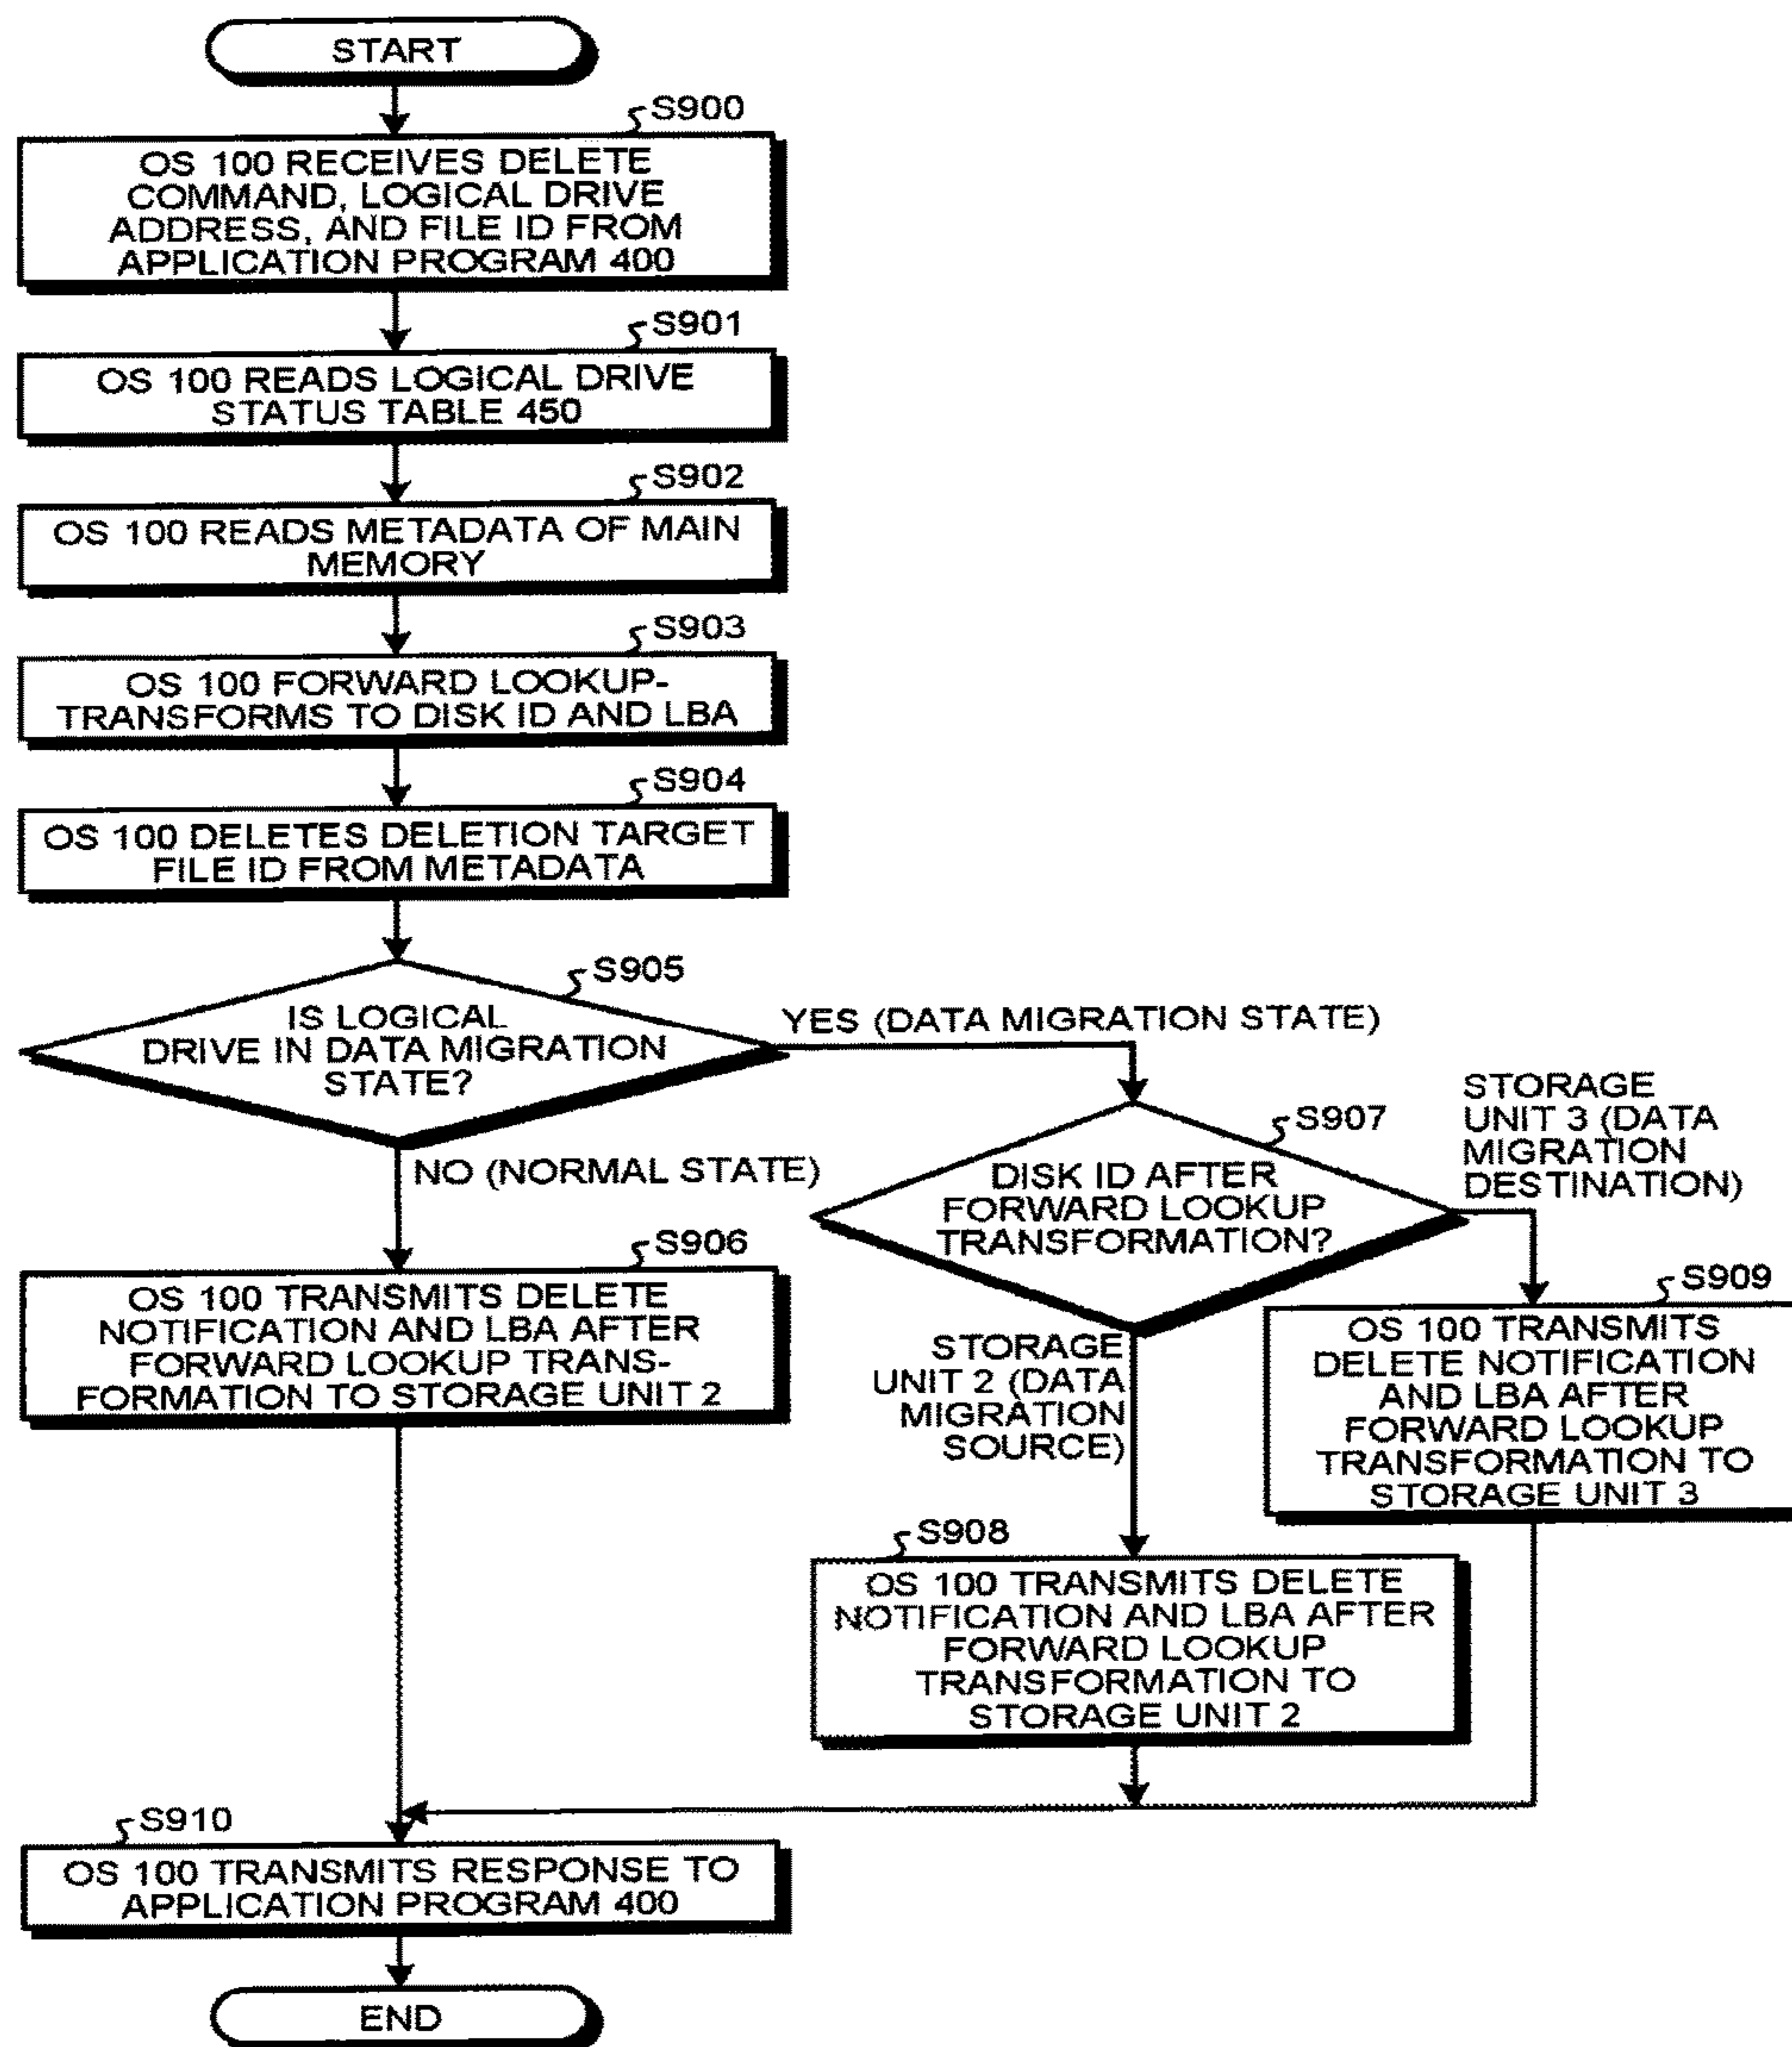 START
S900
OS 100 RECEIVES DELETE
COMMAND, LOGICAL DRIVE
ADDRESS, AND FILE ID FROM
APPLICATION PROGRAM 400
S901
OS 100 READS LOGICAL DRIVE
STATUS TABLE 450
S902
OS 100 READS METADATA OF MAIN
MEMORY
S903
OS 100 FORWARD LOOKUP-
TRANSFORMS TO DISK ID AND LBA
S904
OS 100 DELETES DELETION TARGET
FILE ID FROM METADATA
S905
IS LOGICAL
DRIVE IN DATA MIGRATION
STATE?
YES (DATA MIGRATION STATE)
NO (NORMAL STATE)
S906
OS 100 TRANSMITS DELETE
NOTIFICATION AND LBA AFTER
FORWARD LOOKUP TRANS-
FORMATION TO STORAGE UNIT 2
S907
DISK ID AFTER
FORWARD LOOKUP
TRANSFORMATION?
STORAGE
UNIT 3 (DATA
MIGRATION
DESTINATION)
STORAGE
UNIT 2 (DATA
MIGRATION
SOURCE)
S909
OS 100 TRANSMITS
DELETE NOTIFICATION
AND LBA AFTER
FORWARD LOOKUP
TRANSFORMATION TO
STORAGE UNIT 3
S908
OS 100 TRANSMITS DELETE
NOTIFICATION AND LBA AFTER
FORWARD LOOKUP
TRANSFORMATION TO
STORAGE UNIT 2
S910
OS 100 TRANSMITS RESPONSE TO
APPLICATION PROGRAM 400
END